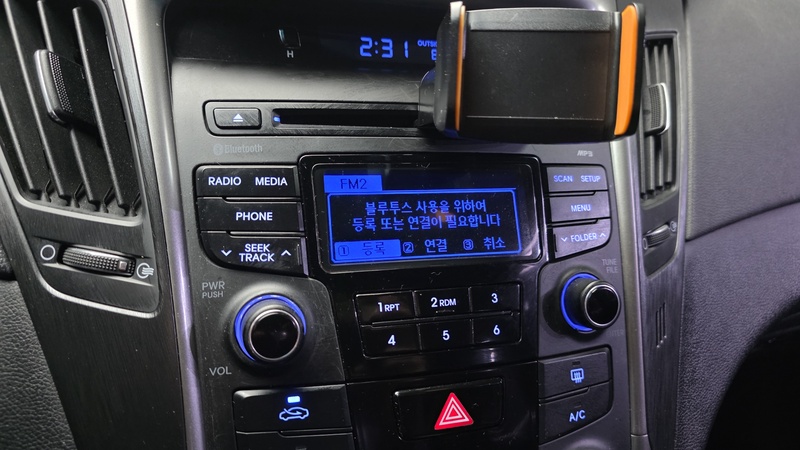 H
2:31
OUTSIDE
Bluetooth
MP3
RADIO MEDIA
PHONE
SEEK
TRACK
FM2
블루투스 사용을 위하여
등록 또는 연결이 필요합니다
① 등록 ② 연결 ③ 취소
SCAN SETUP
MENU
FOLDER
PWR
PUSH
VOL
TUNE
FILE
1 RPT
2 RDM
3
4
5
6
A/C